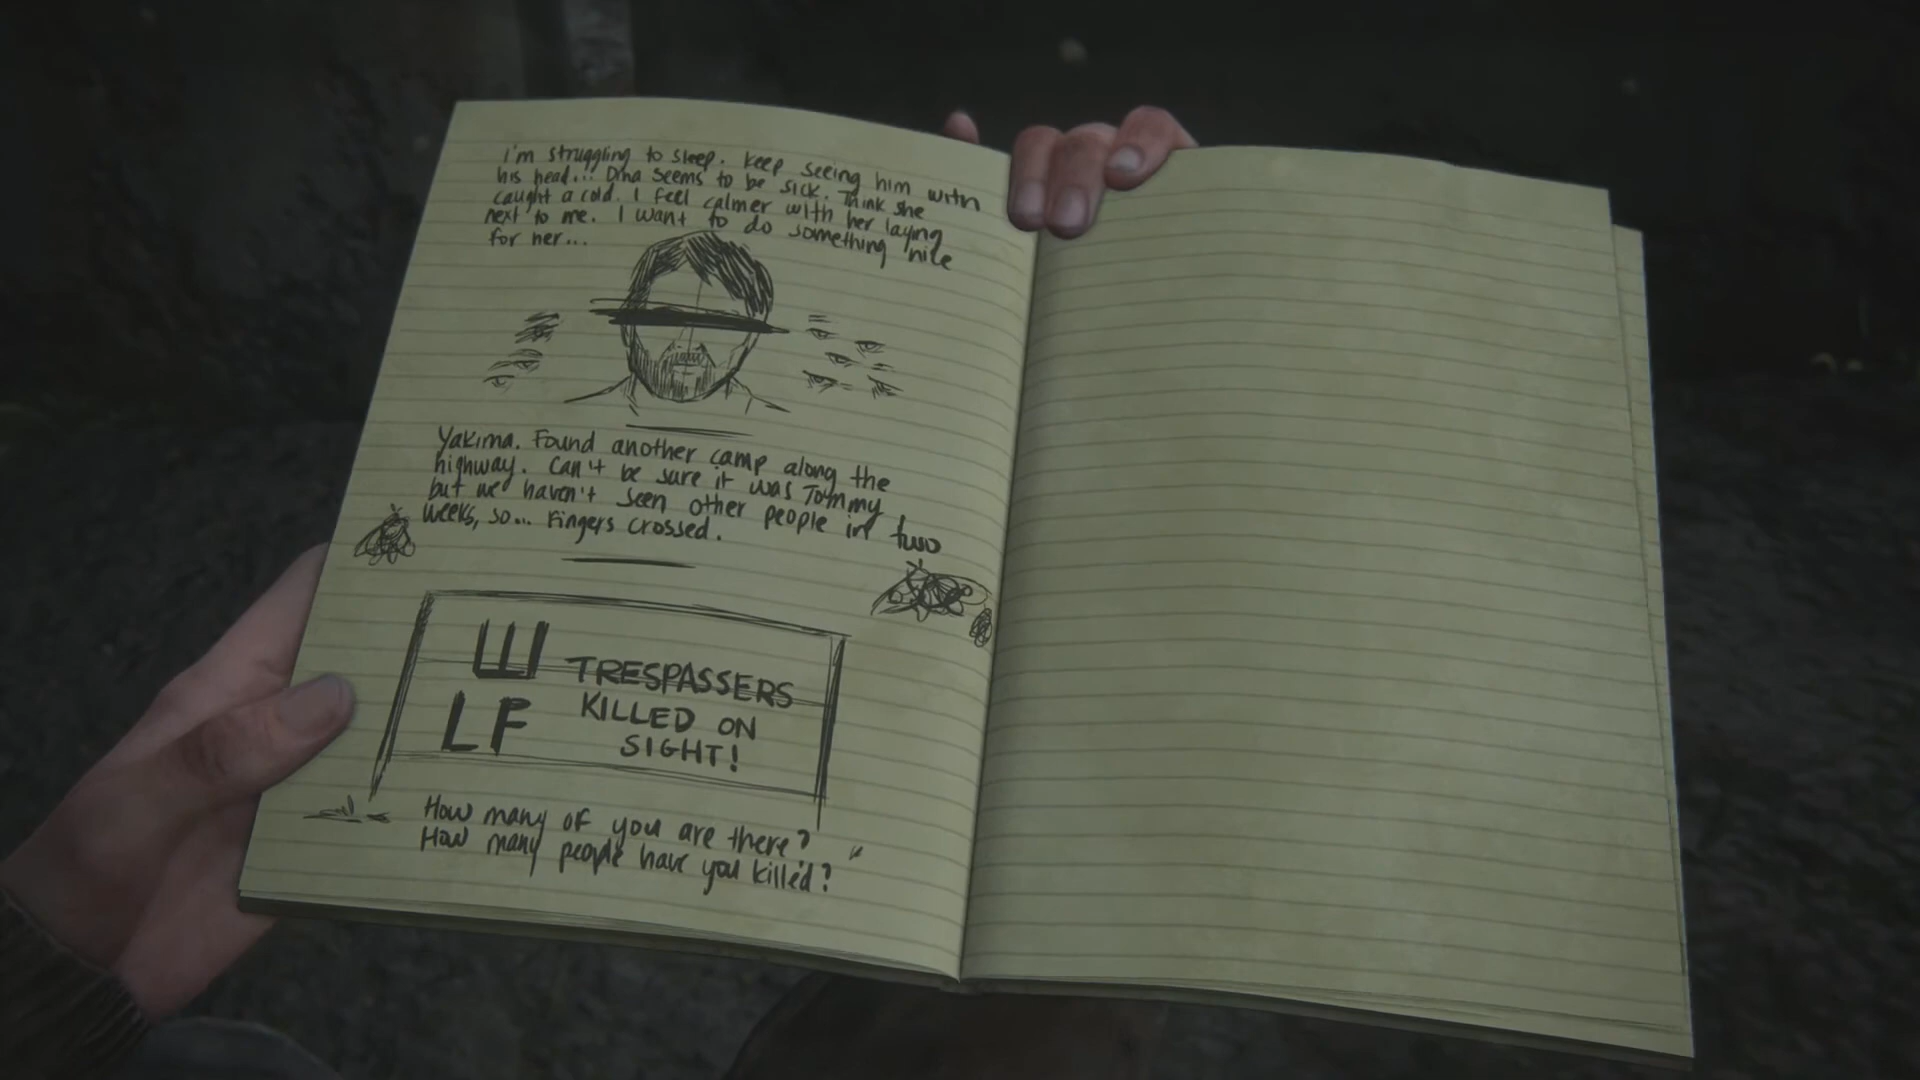 I'm struggling to sleep. Keep seeing him with
his head... Dina seems to be sick. Think she
caught a cold. I feel calmer with her laying
next to me. I want to do something nice
for her...
Yakima. Found another camp along the
highway. Can't be sure it was Tommy
but we haven't seen other people in two
weeks, so... Fingers crossed.
W
LF
TRESPASSERS
KILLED ON
SIGHT!
How many of you are there?
How many people have you killed?